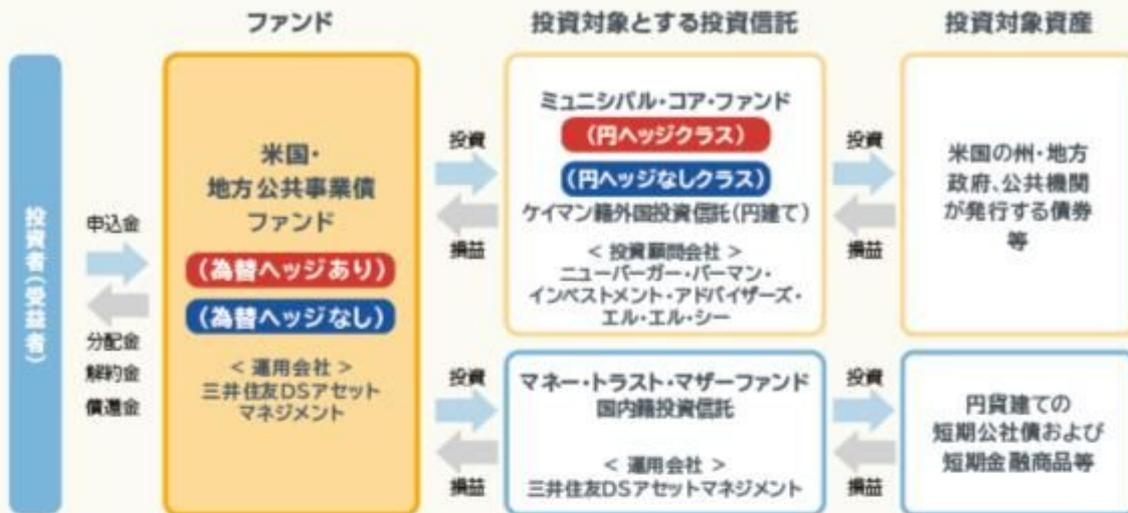 ファンド
投資対象とする投資信託
投資対象資産
投資者(受益者)
申込金
分配金
解約金
償還金
米国・
地方公共事業債
ファンド
(為替ヘッジあり)
(為替ヘッジなし)
< 運用会社 >
三井住友DSアセット
マネジメント
投資
損益
ミュニシパル・コア・ファンド
(円ヘッジクラス)
(円ヘッジなしクラス)
ケイマン籍外国投資信託(円建て)
< 投資顧問会社 >
ニューバーガー・バーマン・
インベストメント・アドバイザーズ・
エル・エル・シー
投資
損益
米国の州・地方
政府、公共機関
が発行する債券
等
投資
損益
マネー・トラスト・マザーファンド
国内籍投資信託
< 運用会社 >
三井住友DSアセットマネジメント
投資
損益
円貨建ての
短期公社債および
短期金融商品等